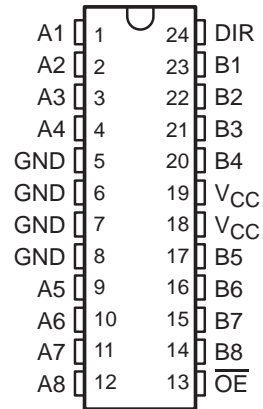 A1 1 24 DIR
A2 2 23 B1
A3 3 22 B2
A4 4 21 B3
GND 5 20 B4
GND 6 19 VCC
GND 7 18 VCC
GND 8 17 B5
A5 9 16 B6
A6 10 15 B7
A7 11 14 B8
A8 12 13 O̅E̅